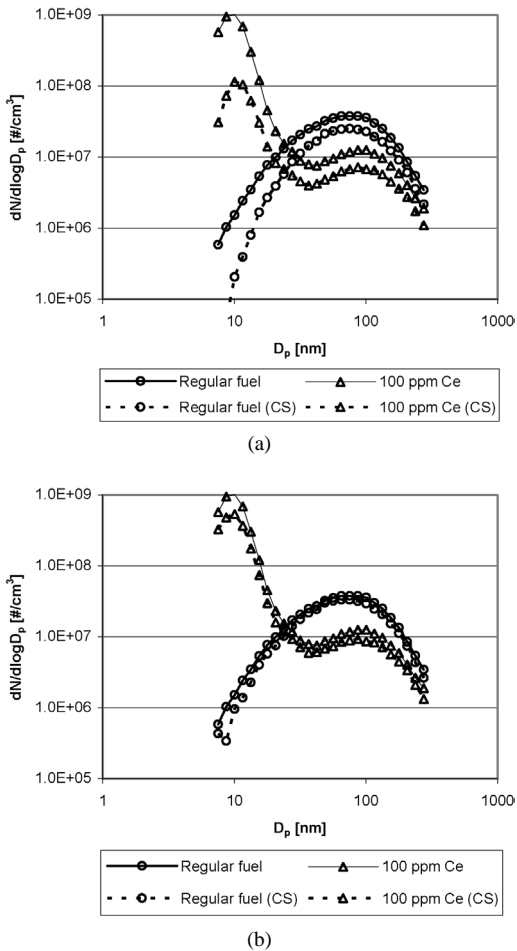 1.0E+09
1.0E+08
1.0E+07
1.0E+06
1.0E+05
dN/dlogDp [#/cm3]
1 10 100 1000
Dp [nm]
Regular fuel 100 ppm Ce
Regular fuel (CS) 100 ppm Ce (CS)
(a)
1.0E+09
1.0E+08
1.0E+07
1.0E+06
1.0E+05
dN/dlogDp [#/cm3]
1 10 100 1000
Dp [nm]
Regular fuel 100 ppm Ce
Regular fuel (CS) 100 ppm Ce (CS)
(b)